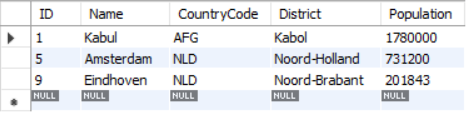 ID Name CountryCode District Population
1 Kabul AFG Kabol 1780000
5 Amsterdam NLD Noord-Holland 731200
9 Eindhoven NLD Noord-Brabant 201843
NULL NULL NULL NULL NULL